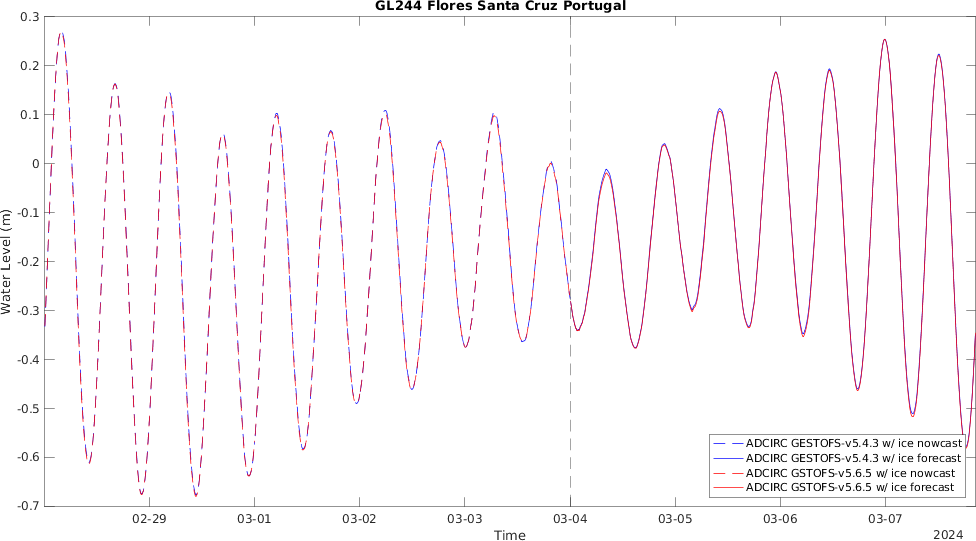 GL244 Flores Santa Cruz Portugal
0.3
0.2
0.1
0
-0.1
-0.2
-0.3
-0.4
-0.5
-0.6
-0.7
Water Level (m)
02-29
03-01
03-02
03-03
03-04
03-05
03-06
03-07
Time
2024
ADCIRC GESTOFS-v5.4.3 w/ ice nowcast
ADCIRC GESTOFS-v5.4.3 w/ ice forecast
ADCIRC GSTOFS-v5.6.5 w/ ice nowcast
ADCIRC GSTOFS-v5.6.5 w/ ice forecast